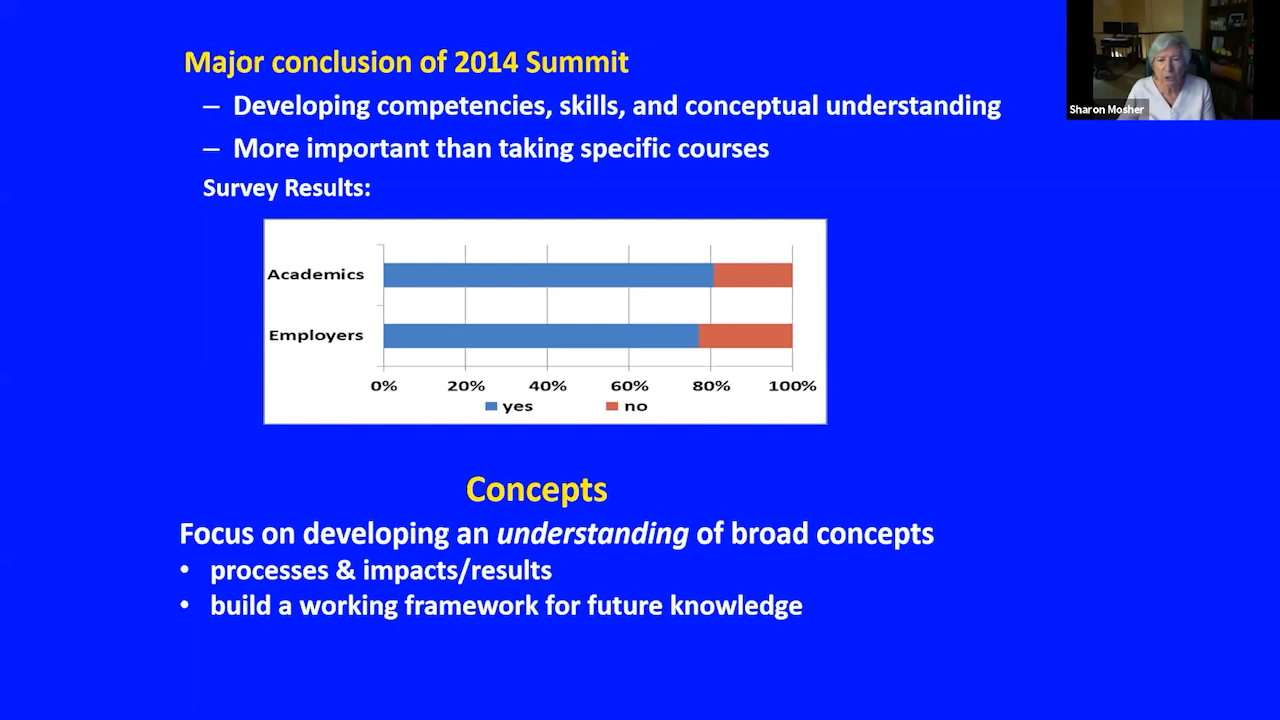 Major conclusion of 2014 Summit
– Developing competencies, skills, and conceptual understanding
– More important than taking specific courses
Survey Results:
Academics
Employers
0% 20% 40% 60% 80% 100%
yes no
Concepts
Focus on developing an understanding of broad concepts
• processes & impacts/results
• build a working framework for future knowledge
Sharon Mosher